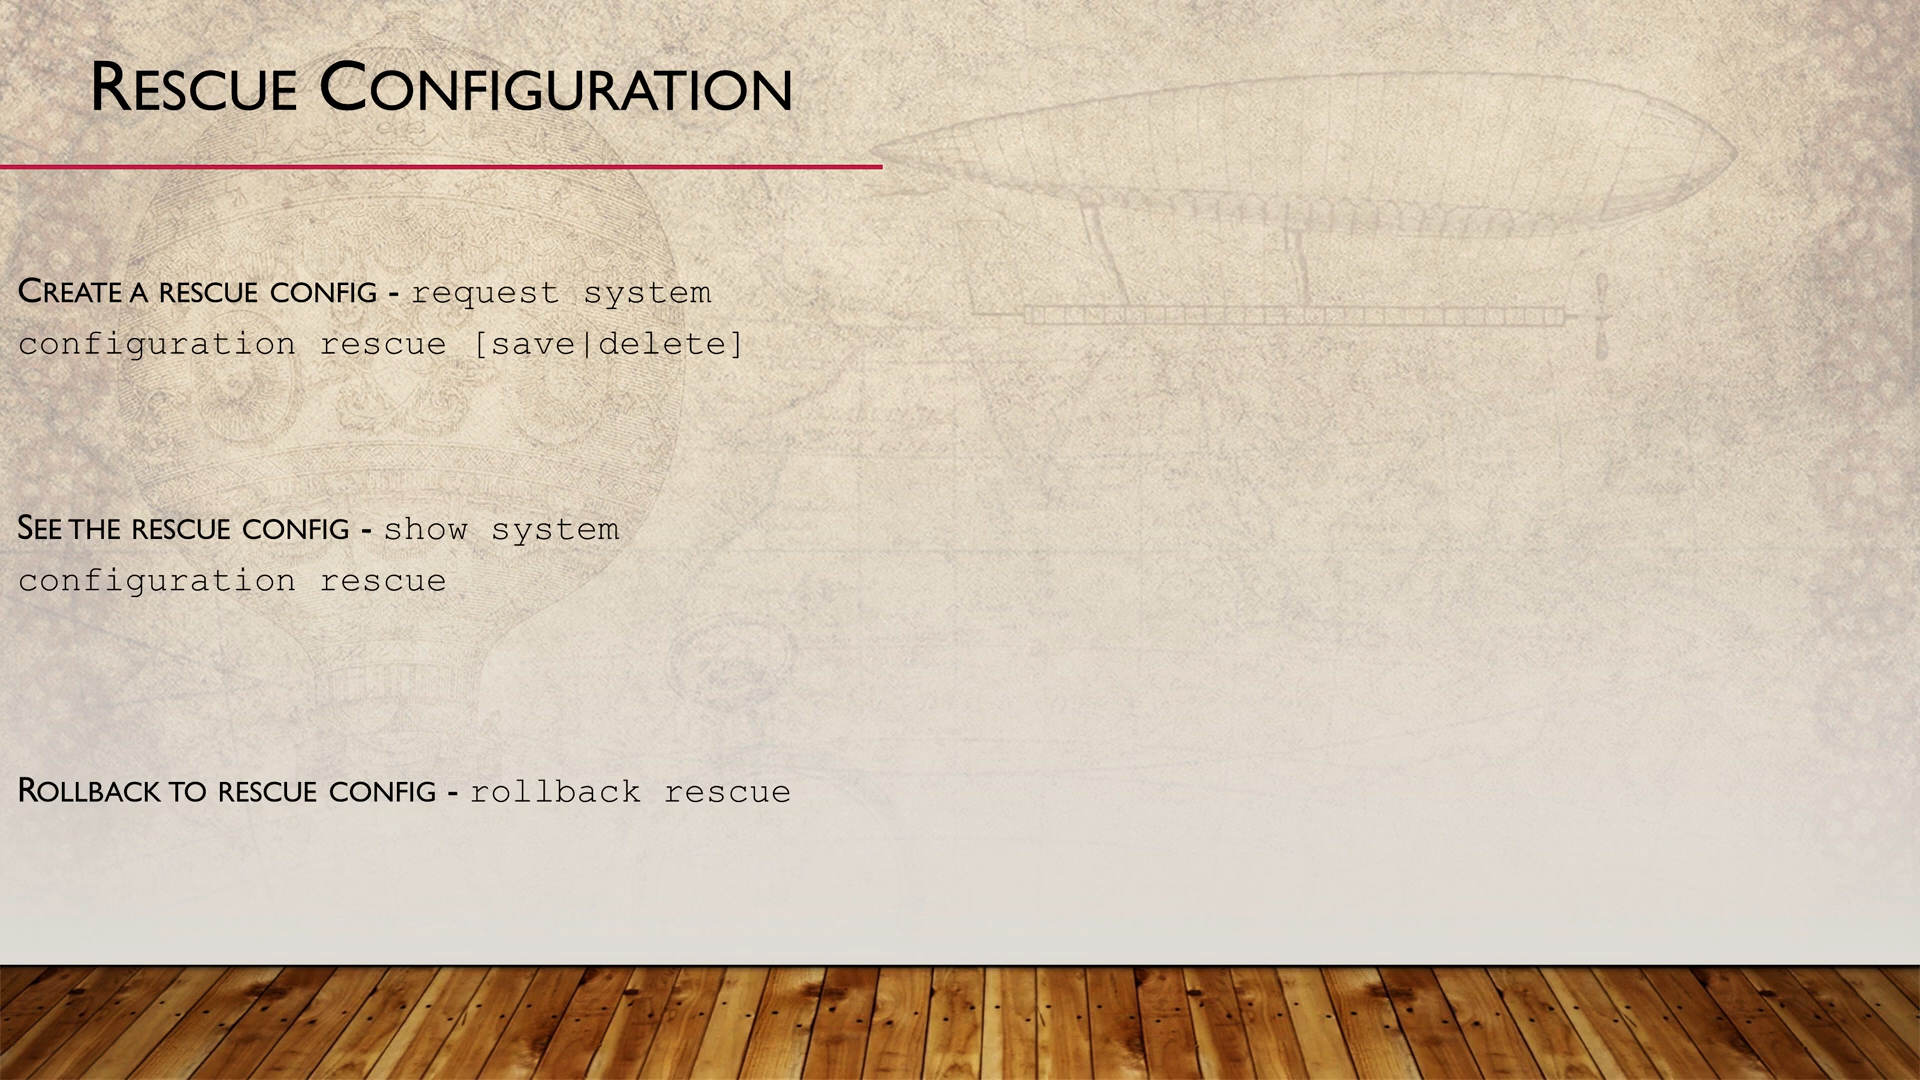 Rescue Configuration
Create a rescue config - request system
configuration rescue [save|delete]
See the rescue config - show system
configuration rescue
Rollback to rescue config - rollback rescue